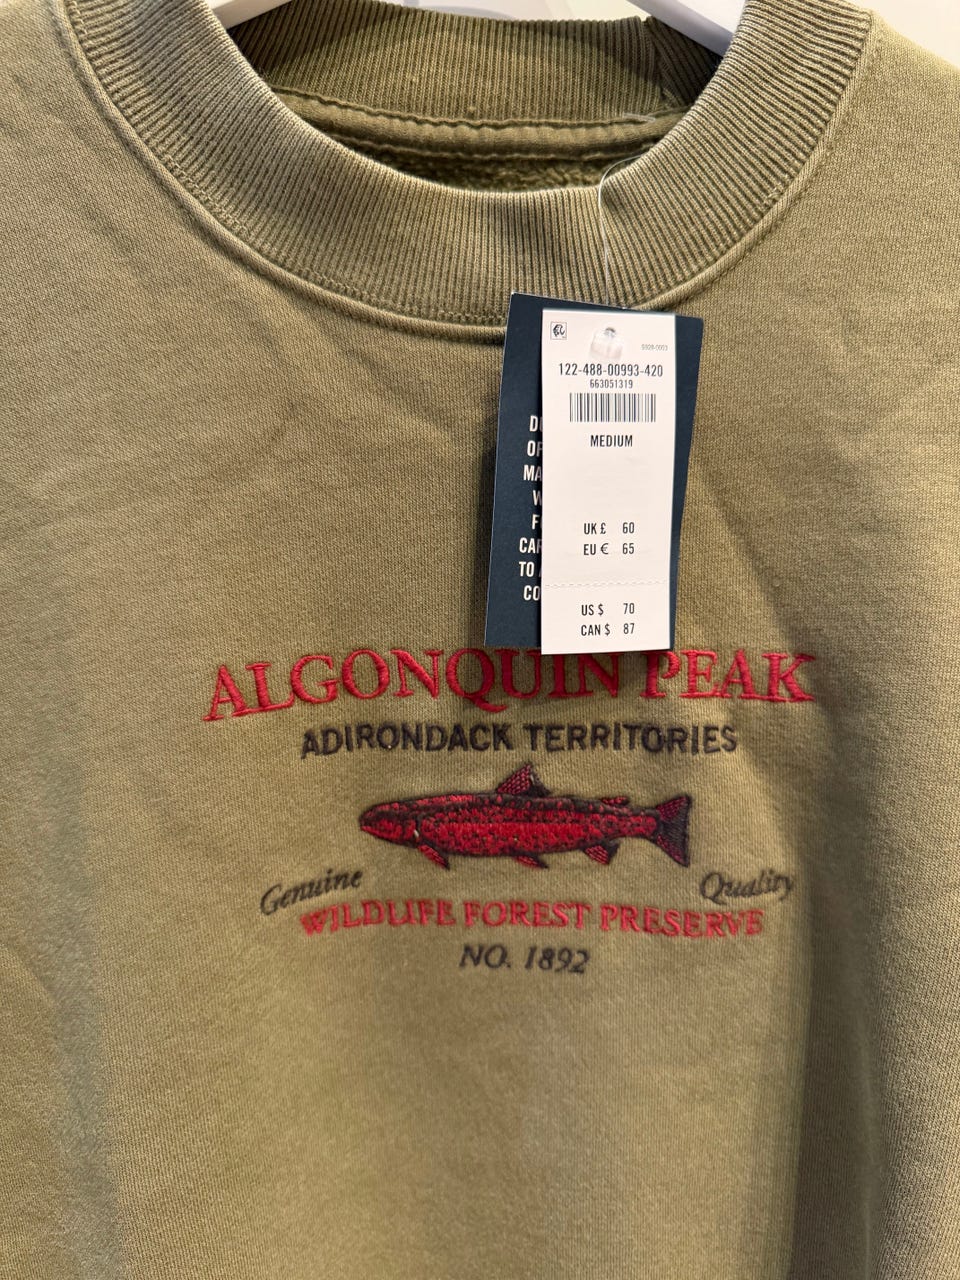 122-488-00993-420
663051319
MEDIUM
UK £ 60
EU € 65
US $ 70
CAN $ 87
TO
ALGONQUIN PEAK
ADIRONDACK TERRITORIES
Genuine Quality
WILDLIFE FOREST PRESERVE
NO. 1892